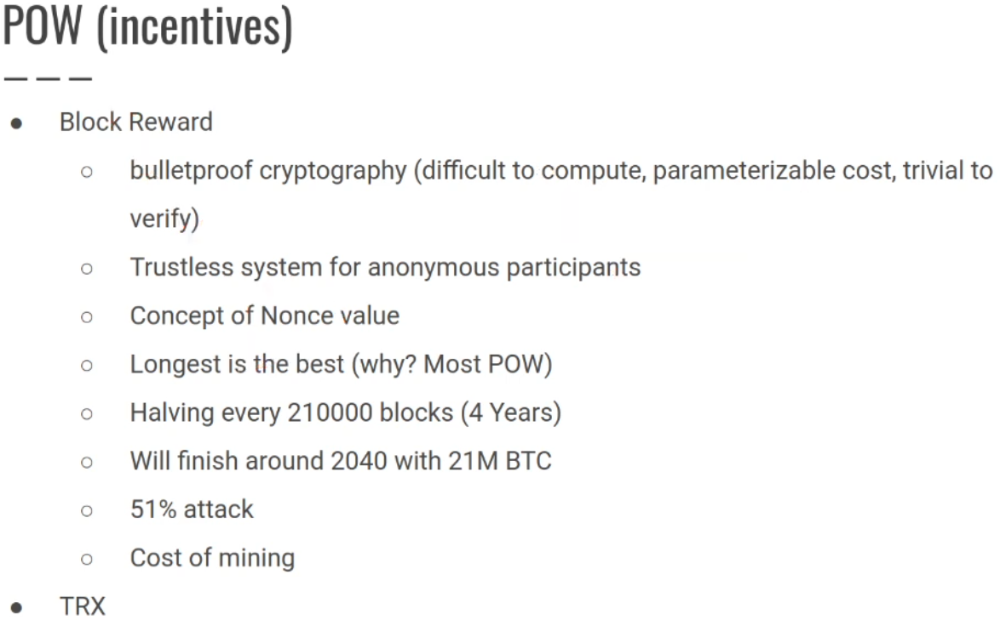 POW (incentives)
● Block Reward
○ bulletproof cryptography (difficult to compute, parameterizable cost, trivial to
verify)
○ Trustless system for anonymous participants
○ Concept of Nonce value
○ Longest is the best (why? Most POW)
○ Halving every 210000 blocks (4 Years)
○ Will finish around 2040 with 21M BTC
○ 51% attack
○ Cost of mining
● TRX